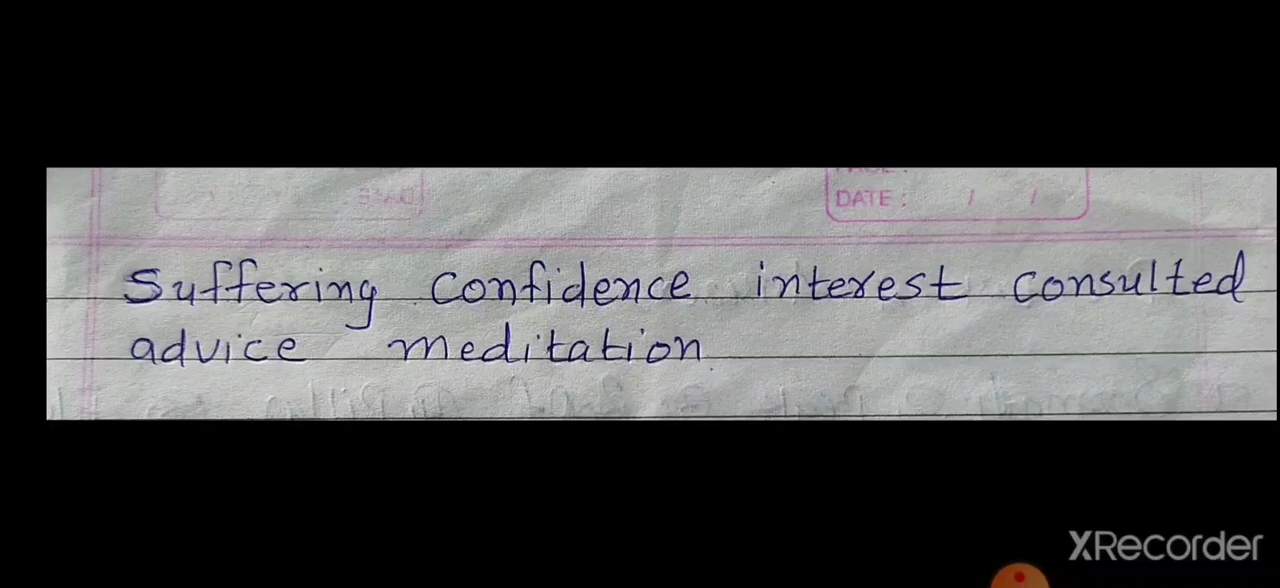 DATE : / /
Suffering confidence interest consulted
advice meditation
XRecorder